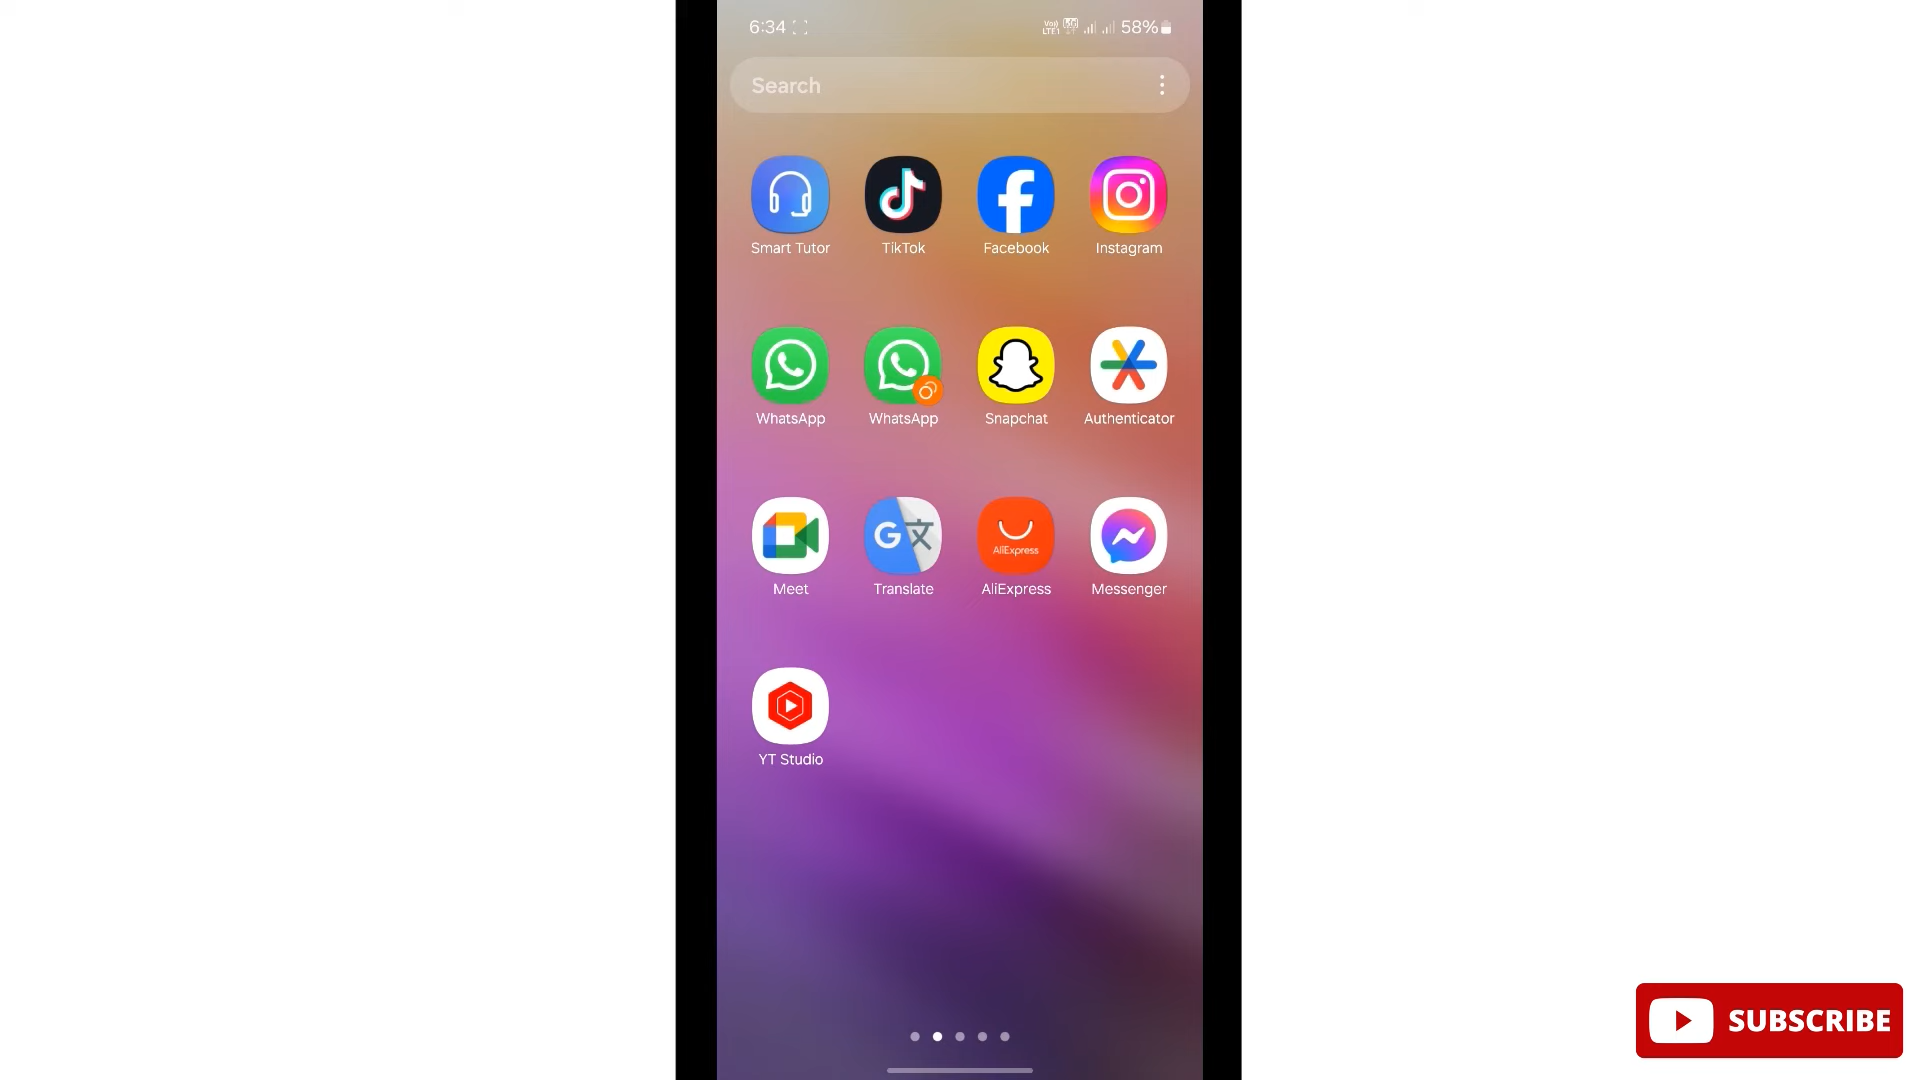 6:34 58%
Search
Smart Tutor TikTok Facebook Instagram
WhatsApp WhatsApp Snapchat Authenticator
G 文 AliExpress
Meet Translate AliExpress Messenger
YT Studio
SUBSCRIBE